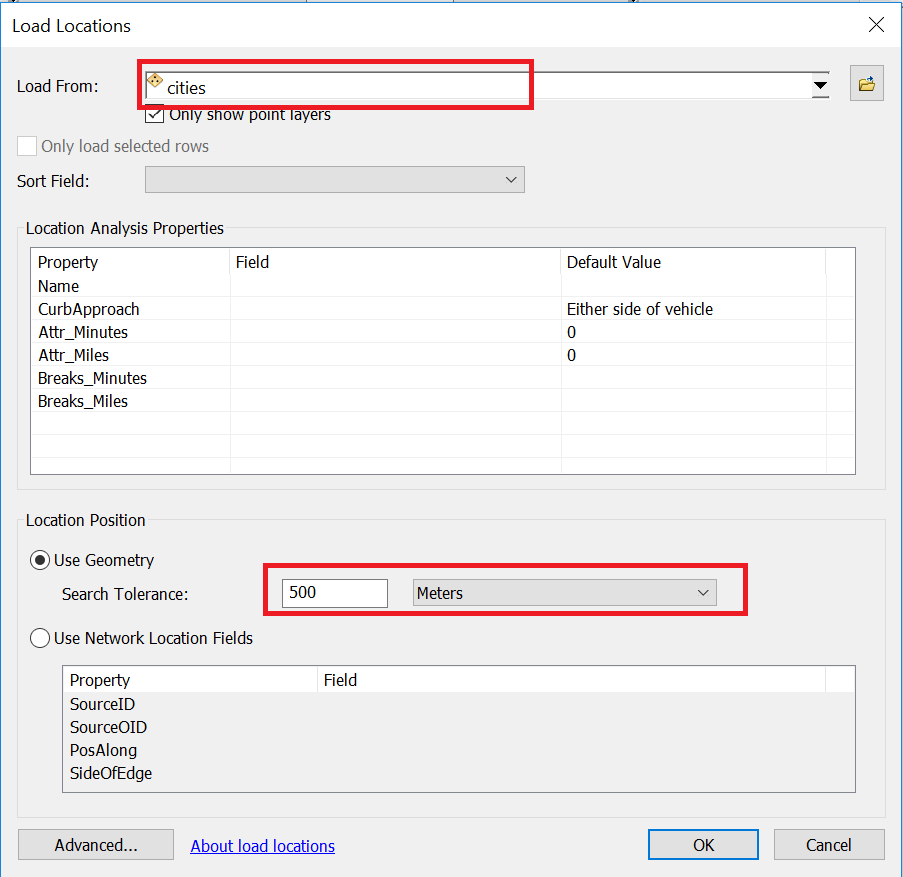 Load Locations
Load From: cities
Only show point layers
Only load selected rows
Sort Field:
Location Analysis Properties
Property Field Default Value
Name
CurbApproach Either side of vehicle
Attr_Minutes 0
Attr_Miles 0
Breaks_Minutes
Breaks_Miles
Location Position
Use Geometry
Search Tolerance: 500 Meters
Use Network Location Fields
Property Field
SourceID
SourceOID
PosAlong
SideOfEdge
Advanced... About load locations OK Cancel